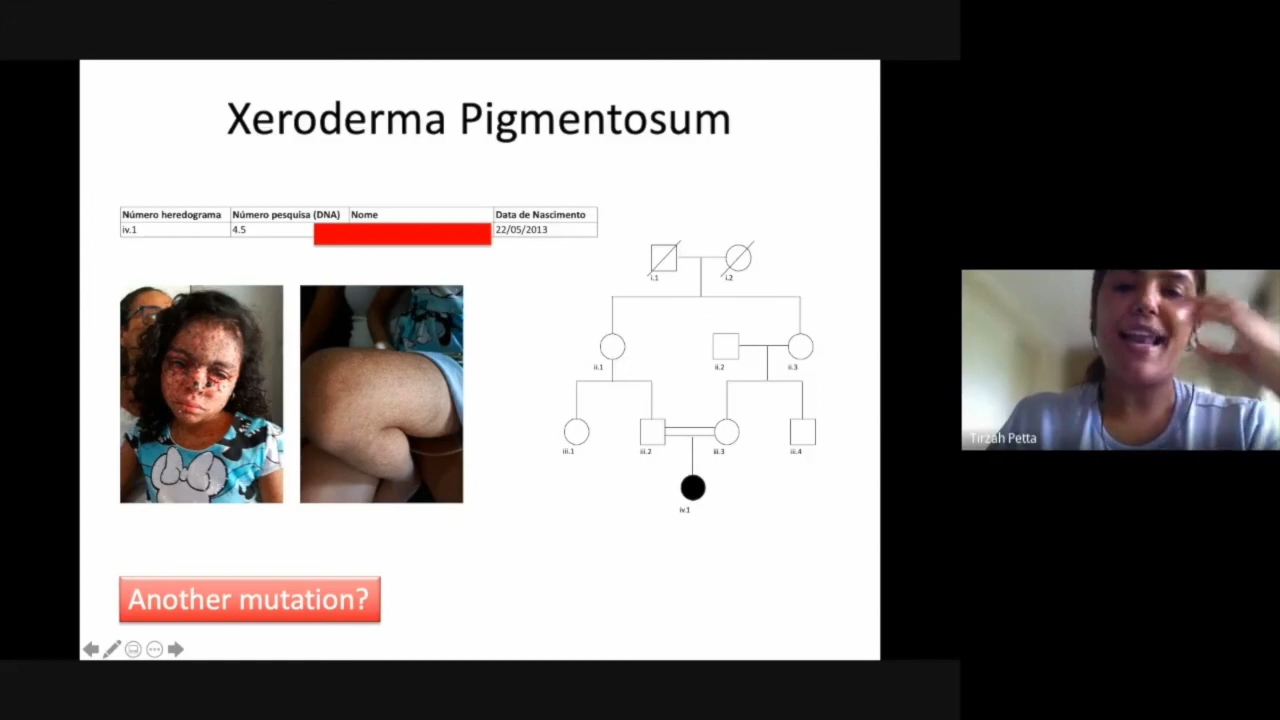 Xeroderma Pigmentosum
Número heredograma Número pesquisa (DNA) Nome Data de Nascimento
iv.1 4.5 22/05/2013
i.1 i.2
ii.1 ii.2 ii.3
iii.1 iii.2 iii.3 iii.4
iv.1
Another mutation?
Tirzah Petta